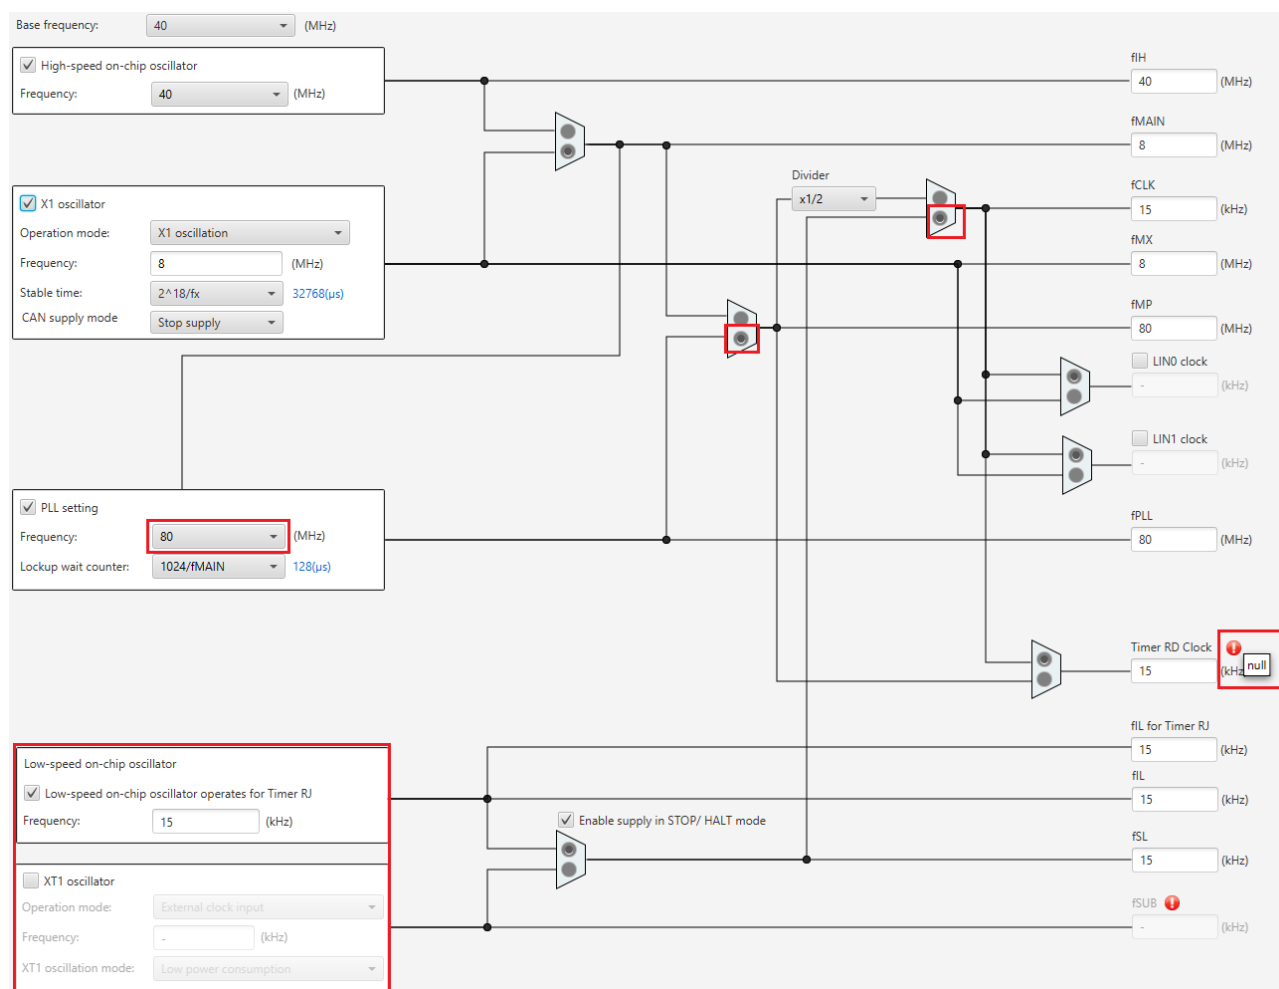 Base frequency: 40 (MHz)
High-speed on-chip oscillator
Frequency: 40 (MHz)
fIH
40 (MHz)
fMAIN
8 (MHz)
X1 oscillator
Operation mode: X1 oscillation
Frequency: 8 (MHz)
Stable time: 2^18/fx 32768(µs)
CAN supply mode Stop supply
Divider
x1/2
fCLK
15 (kHz)
fMX
8 (MHz)
fMP
80 (MHz)
LIN0 clock
- (kHz)
LIN1 clock
- (kHz)
PLL setting
Frequency: 80 (MHz)
Lockup wait counter: 1024/fMAIN 128(µs)
fPLL
80 (MHz)
Timer RD Clock
15 (kHz
null
Low-speed on-chip oscillator
Low-speed on-chip oscillator operates for Timer RJ
Frequency: 15 (kHz)
Enable supply in STOP/ HALT mode
fIL for Timer RJ
15 (kHz)
fIL
15 (kHz)
fSL
15 (kHz)
XT1 oscillator
Operation mode: External clock input
Frequency: - (kHz)
XT1 oscillation mode: Low power consumption
fSUB
- (kHz)